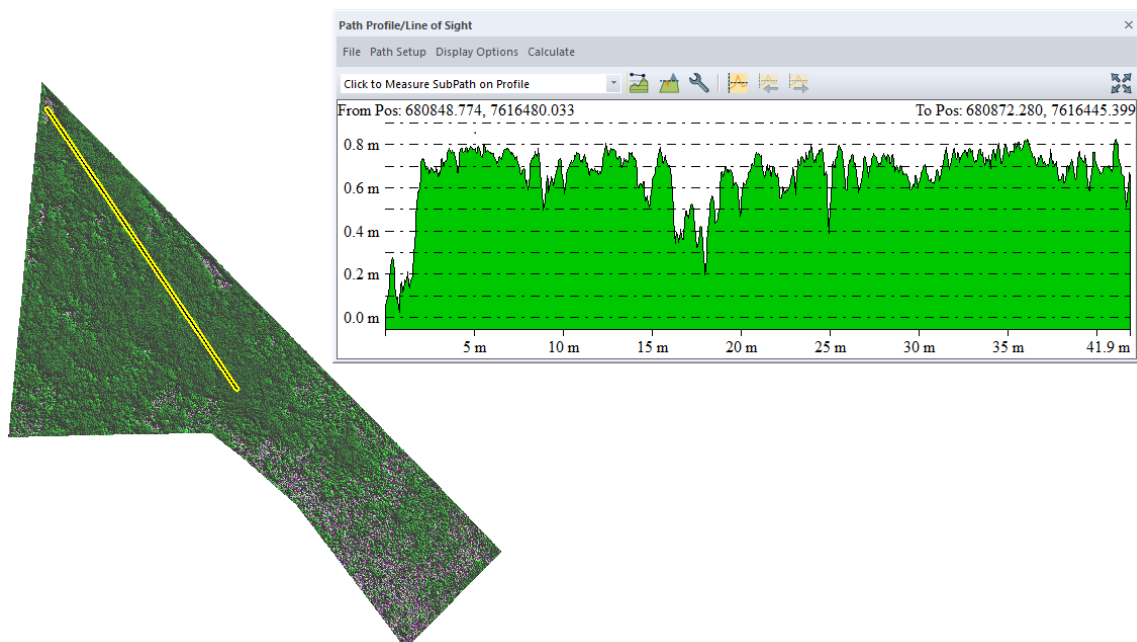 Path Profile/Line of Sight
File Path Setup Display Options Calculate
Click to Measure SubPath on Profile
From Pos: 680848.774, 7616480.033 To Pos: 680872.280, 7616445.399
0.8 m
0.6 m
0.4 m
0.2 m
0.0 m
5 m 10 m 15 m 20 m 25 m 30 m 35 m 41.9 m